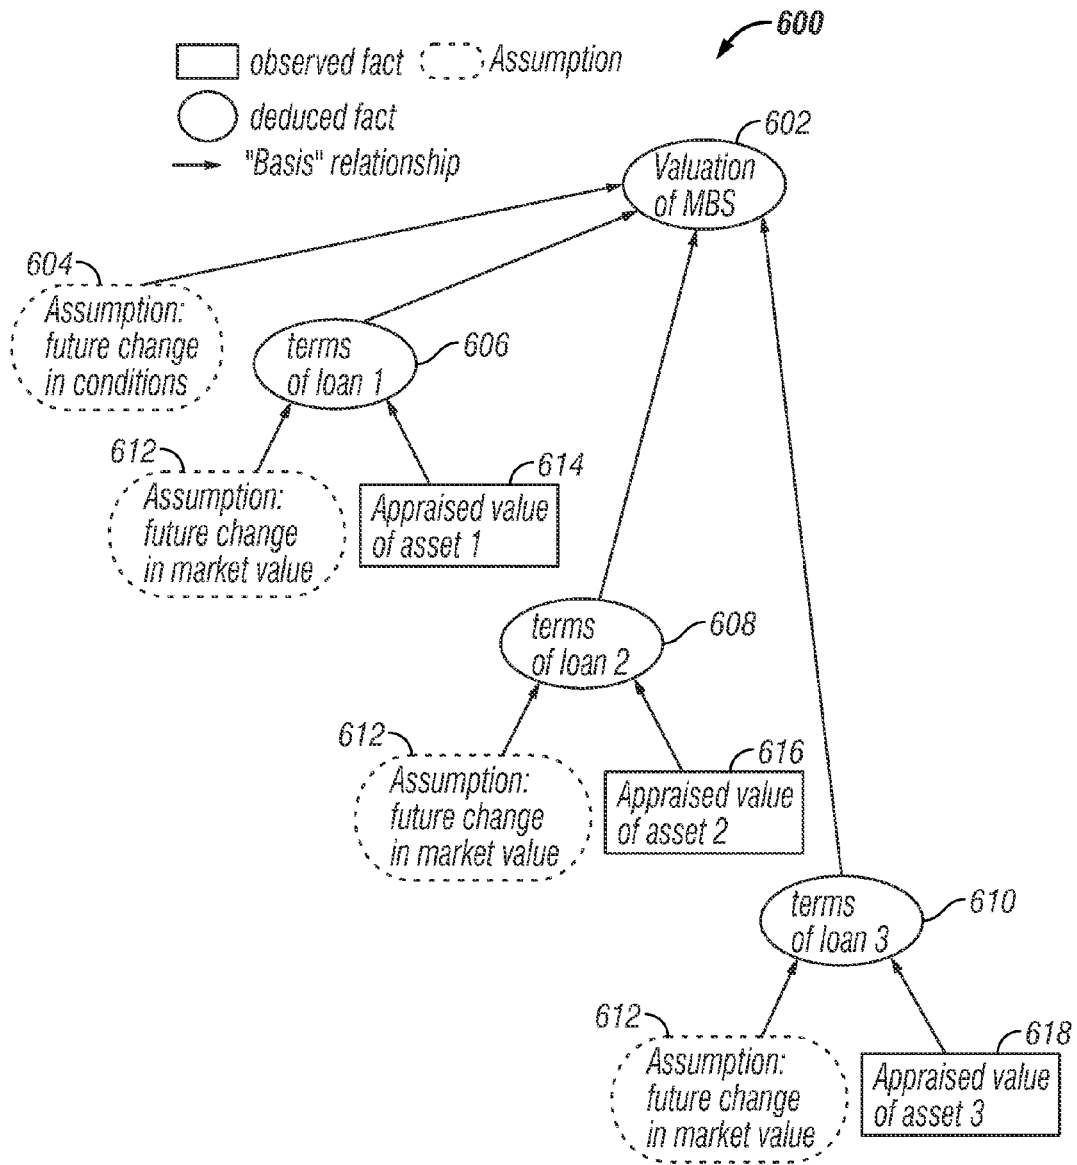 600
observed fact
Assumption
deduced fact
"Basis" relationship
602
Valuation
of MBS
604
Assumption:
future change
in conditions
terms
of loan 1
606
612
Assumption:
future change
in market value
614
Appraised value
of asset 1
terms
of loan 2
608
612
Assumption:
future change
in market value
616
Appraised value
of asset 2
terms
of loan 3
610
612
Assumption:
future change
in market value
618
Appraised value
of asset 3